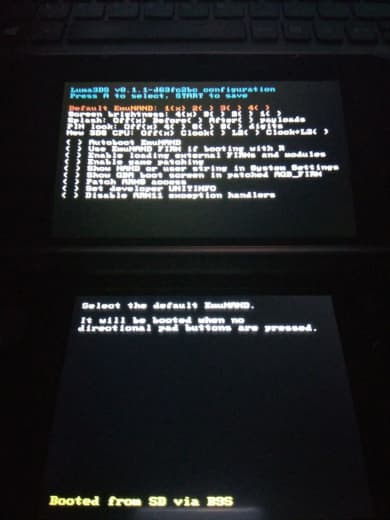 Luma3DS v8.1.1-d63fc2bc configuration
Press A to select, START to save
Default EmuNAND: 1(x) 2( ) 3( ) 4( )
Screen brightness: 4(x) 3( ) 2( ) 1( )
Splash: Off(x) Before( ) After( ) payloads
PIN lock: Off(x) 4( ) 6( ) 8( ) digits
New 3DS CPU: Off(x) Clock( ) L2( ) Clock+L2( )
( ) Autoboot EmuNAND
( ) Use EmuNAND FIRM if booting with R
( ) Enable loading external FIRMs and modules
( ) Enable game patching
( ) Show NAND or user string in System Settings
( ) Show GBA boot screen in patched AGB_FIRM
( ) Patch ARM9 access
( ) Set developer UNITINFO
( ) Disable ARM11 exception handlers
Select the default EmuNAND.
It will be booted when no
directional pad buttons are pressed.
Booted from SD via B9S